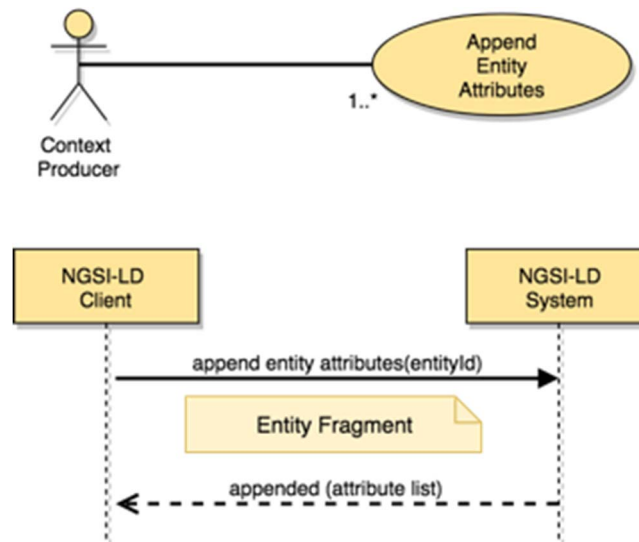 Append
Entity
Attributes
1..*
Context
Producer
NGSI-LD
Client
NGSI-LD
System
append entity attributes(entityId)
Entity Fragment
appended (attribute list)